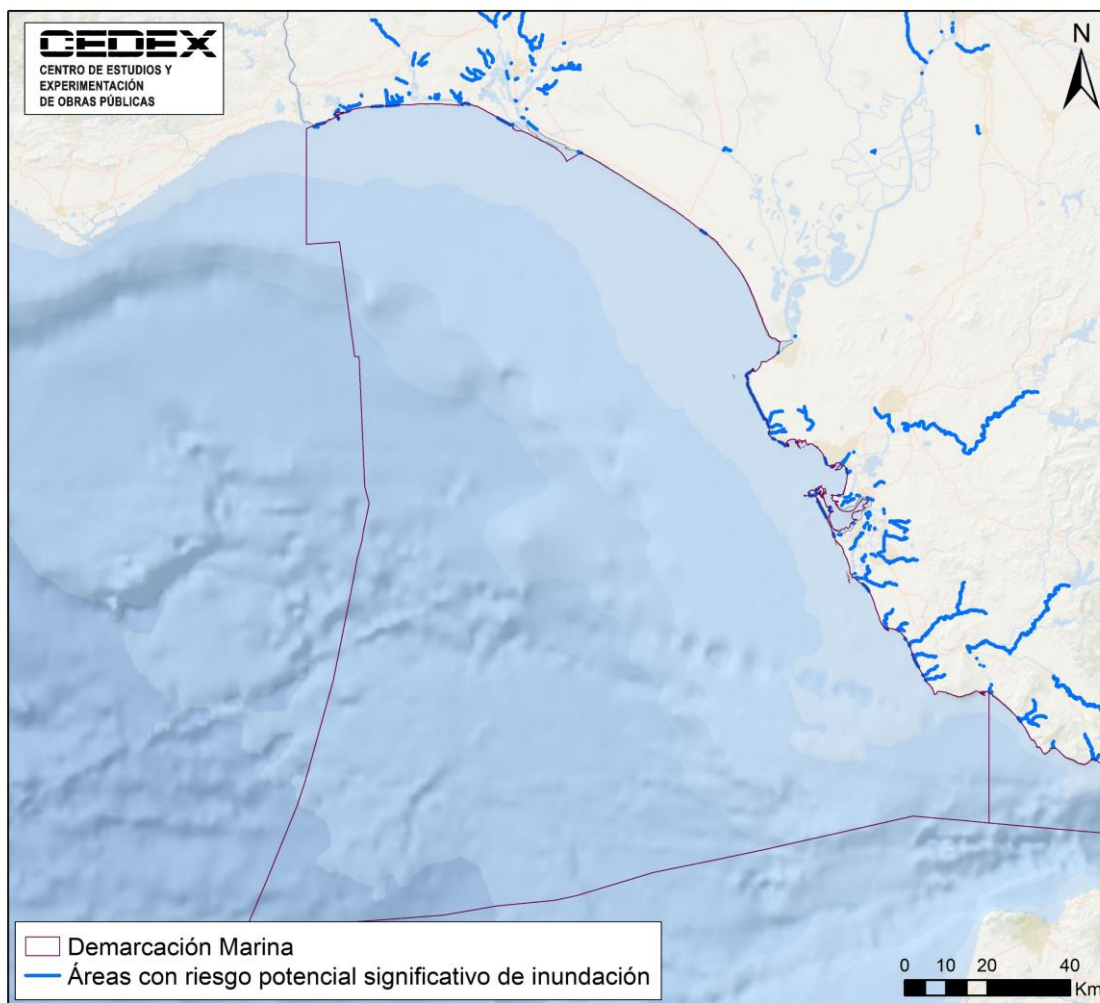 CEDEX
CENTRO DE ESTUDIOS Y
EXPERIMENTACIÓN
DE OBRAS PÚBLICAS
N
Demarcación Marina
Áreas con riesgo potencial significativo de inundación
0 10 20 40
Km